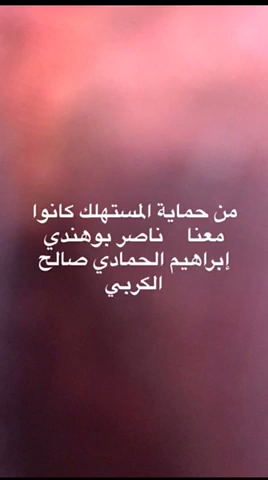 من حماية المستهلك كانوا
معنا ناصر بوهندي
إبراهيم الحمادي صالح
الكربي